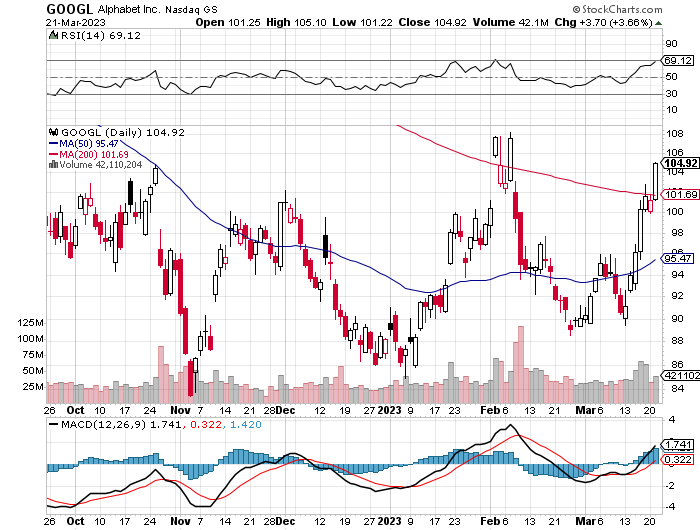 GOOGL Alphabet Inc. Nasdaq GS © StockCharts.com
21-Mar-2023 Open 101.25 High 105.10 Low 101.22 Close 104.92 Volume 42.1M Chg +3.70 (+3.66%)
RSI(14) 69.12
90
69.12
50
30
10
GOOGL (Daily) 104.92
MA(50) 95.47
MA(200) 101.69
Volume 42,110,204
108
106
104.92
104
101.69
100
98
96
95.47
94
92
90
88
86
84
125M
100M
75M
50M
25M
421102
26 Oct 10 17 24 Nov 7 14 21 28 Dec 12 19 27 2023 9 17 23 30 Feb 6 13 21 27 Mar 6 13 20
MACD(12,26,9) 1.741, 0.322, 1.420
4
1.741
0.322
-2
-4
26 Oct 10 17 24 Nov 7 14 21 28 Dec 12 19 27 2023 9 17 23 30 Feb 6 13 21 27 Mar 6 13 20